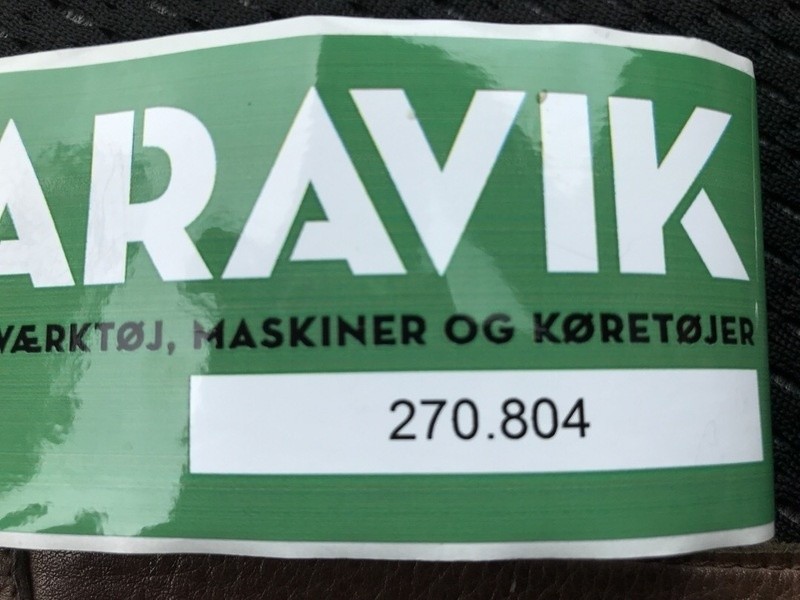 ARAVIK
VÆRKTØJ, MASKINER OG KØRETØJER
270.804